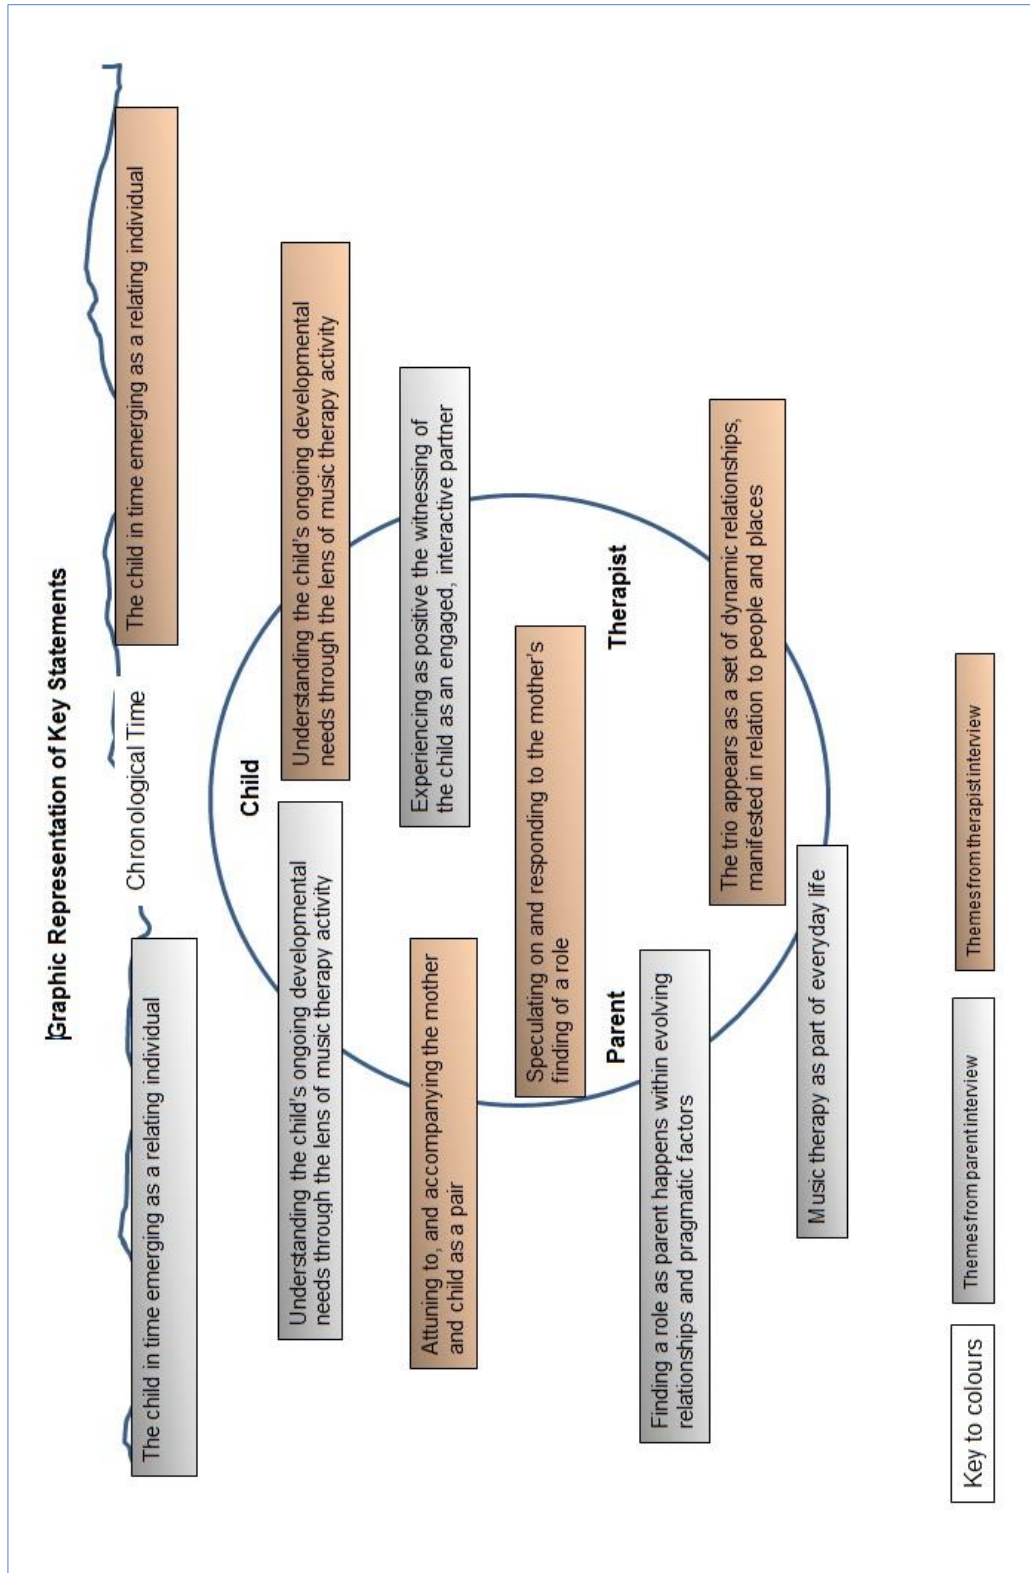 Graphic Representation of Key Statements
The child in time emerging as a relating individual
Chronological Time
The child in time emerging as a relating individual
Child
Understanding the child's ongoing developmental
needs through the lens of music therapy activity
Understanding the child's ongoing developmental
needs through the lens of music therapy activity
Attuning to, and accompanying the mother
and child as a pair
Experiencing as positive the witnessing of
the child as an engaged, interactive partner
Speculating on and responding to the mother's
finding of a role
Parent
Therapist
Finding a role as parent happens within evolving
relationships and pragmatic factors
The trio appears as a set of dynamic relationships,
manifested in relation to people and places
Music therapy as part of everyday life
Key to colours
Themes from parent interview
Themes from therapist interview